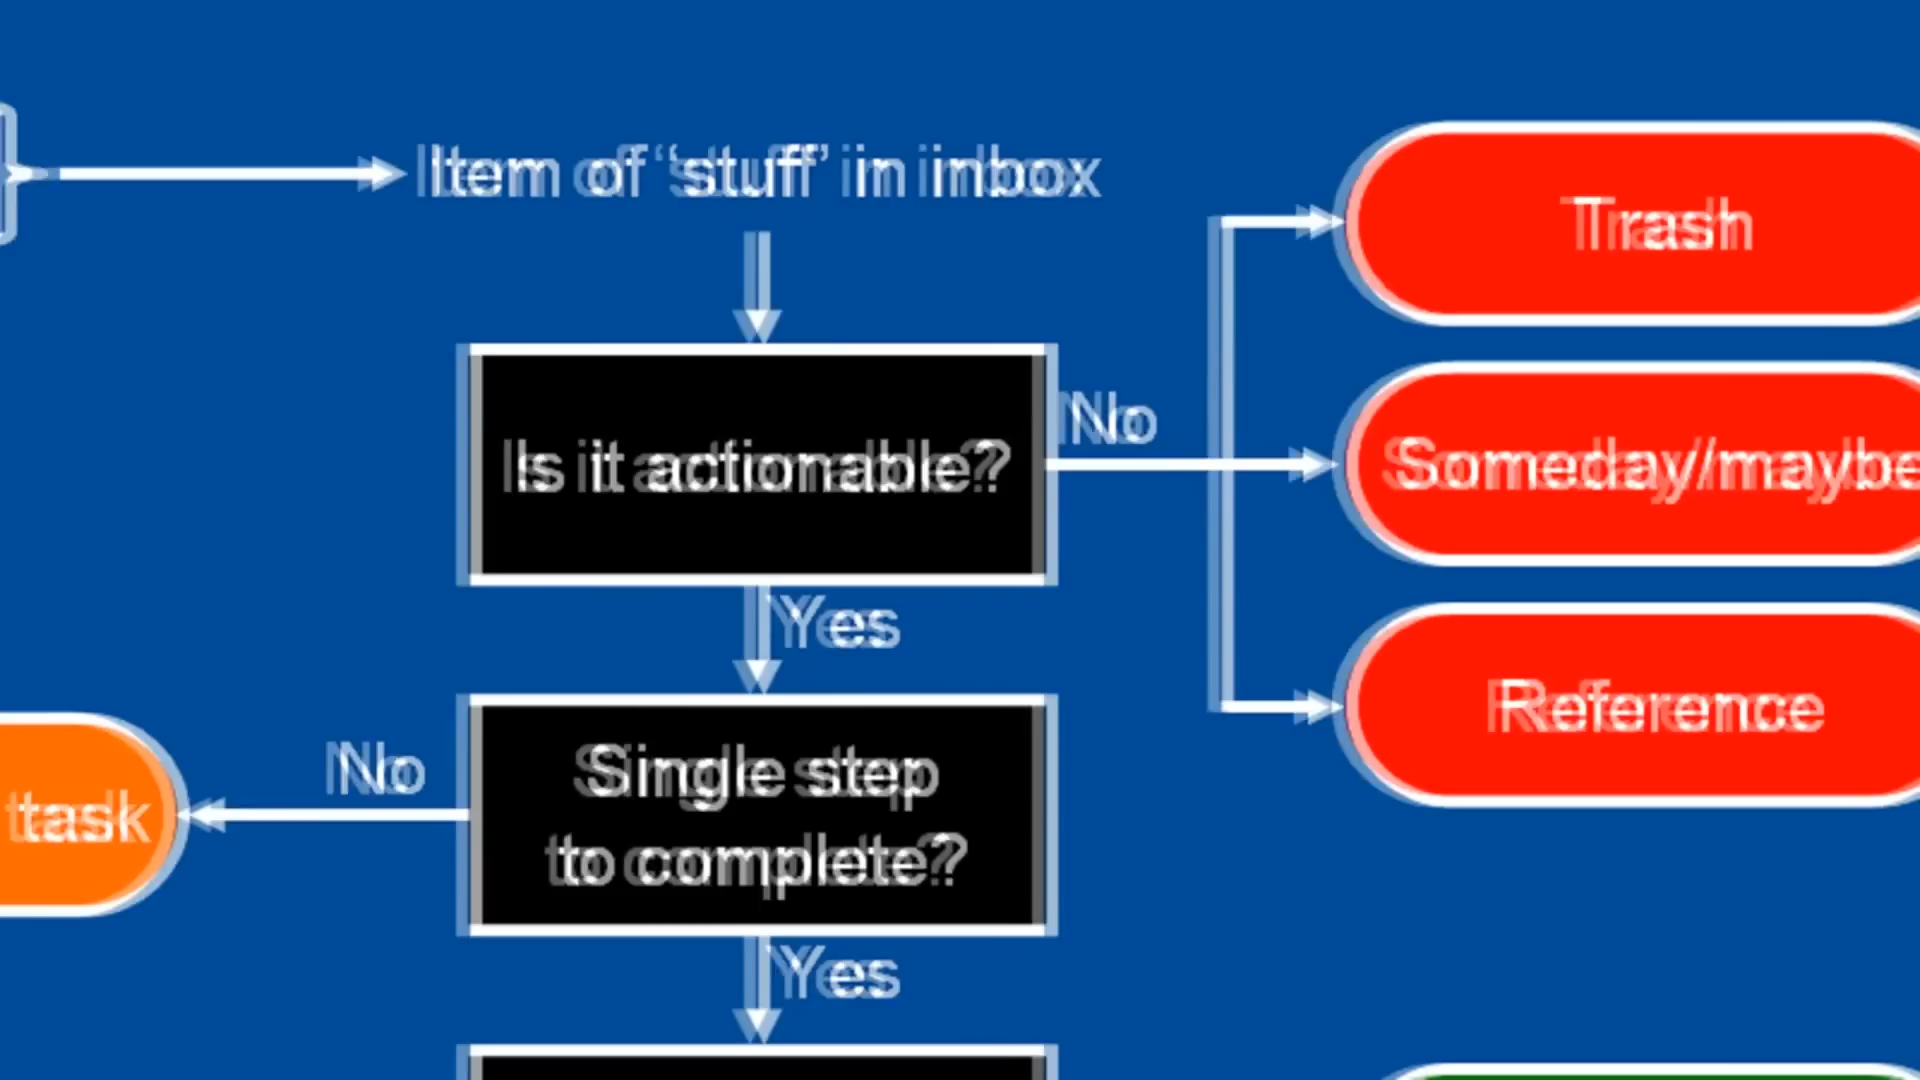 Item of ‘stuff’ in inbox
Trash
Is it actionable?
No
Someday/maybe
Yes
Reference
task
No
Single step
to complete?
Yes